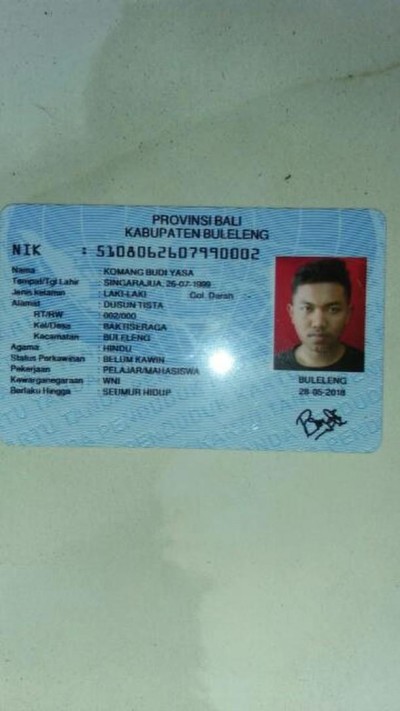 PROVINSI BALI
KABUPATEN BULELENG
NIK : 5108062607990002
Nama : KOMANG BUDI YASA
Tempat/Tgl Lahir : SINGARAJUA, 26-07-1999
Jenis kelamin : LAKI-LAKI Gol. Darah : -
Alamat : DUSUN TISTA
RT/RW : 002/000
Kel/Desa : BAKTISERAGA
Kecamatan : BULELENG
Agama : HINDU
Status Perkawinan : BELUM KAWIN
Pekerjaan : PELAJAR/MAHASISWA
Kewarganegaraan : WNI
Berlaku Hingga : SEUMUR HIDUP
BULELENG
28-05-2018